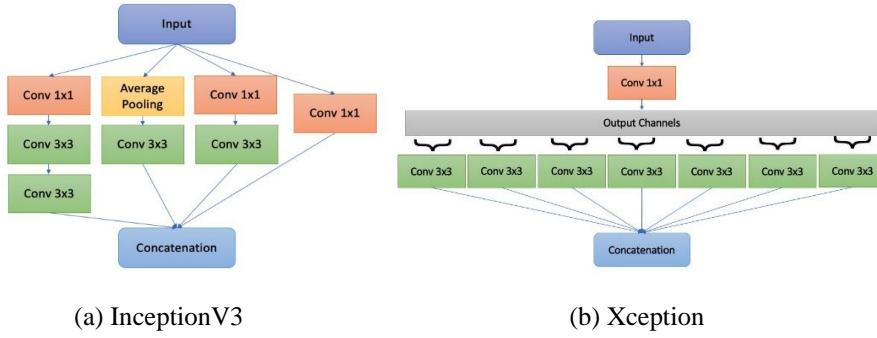 Input
Conv 1x1
Average
Pooling
Conv 1x1
Conv 1x1
Conv 3x3
Conv 3x3
Conv 3x3
Conv 3x3
Concatenation
(a) InceptionV3
Input
Conv 1x1
Output Channels
Conv 3x3
Conv 3x3
Conv 3x3
Conv 3x3
Conv 3x3
Conv 3x3
Conv 3x3
Concatenation
(b) Xception